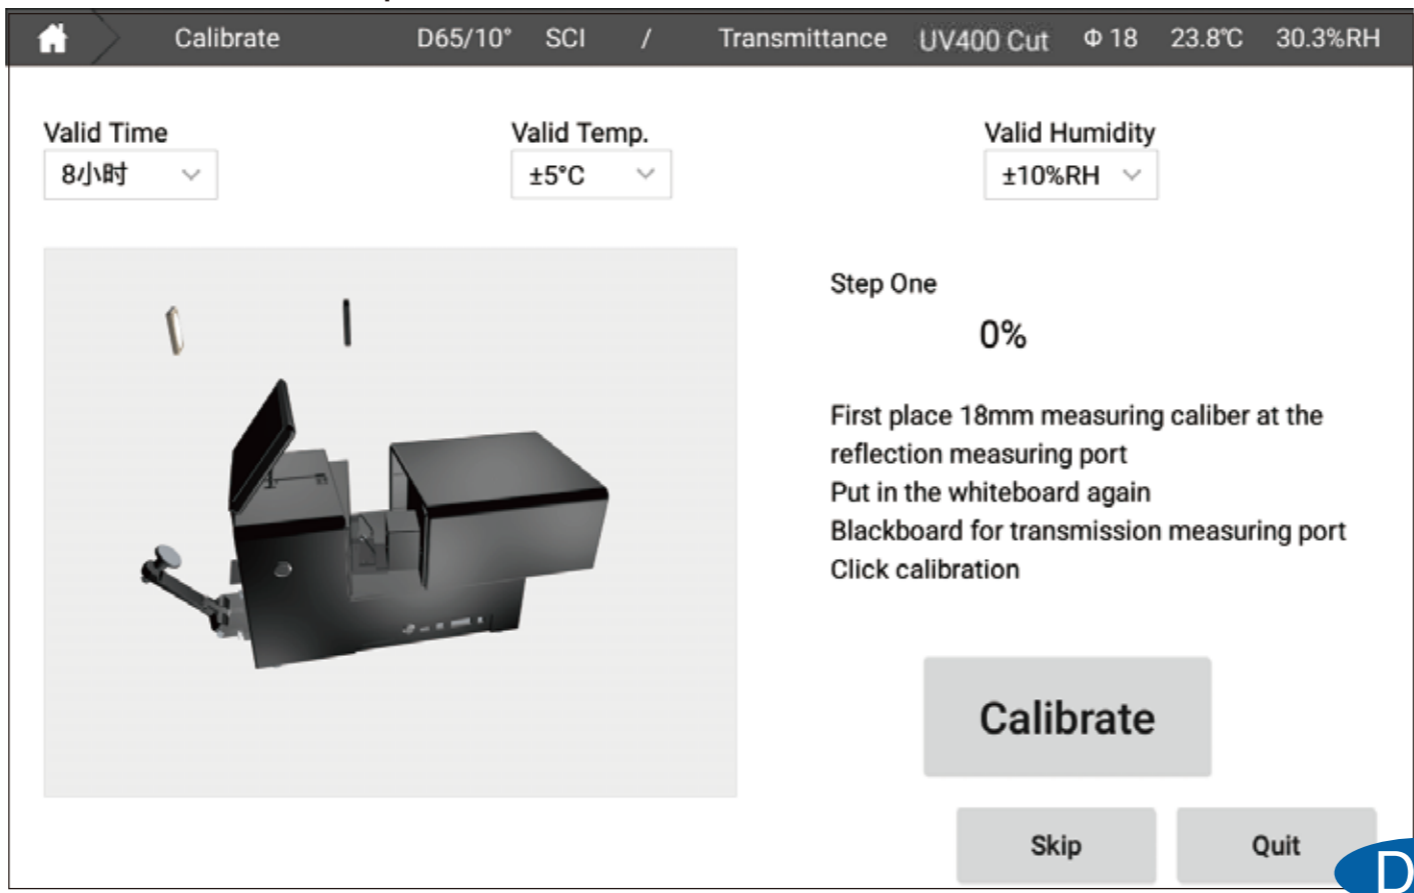 Calibrate D65/10° SCI / Transmittance UV400 Cut Φ 18 23.8℃ 30.3%RH
Valid Time Valid Temp. Valid Humidity
8小时 ±5°C ±10%RH
Step One
0%
First place 18mm measuring caliber at the
reflection measuring port
Put in the whiteboard again
Blackboard for transmission measuring port
Click calibration
Calibrate
Skip Quit
D